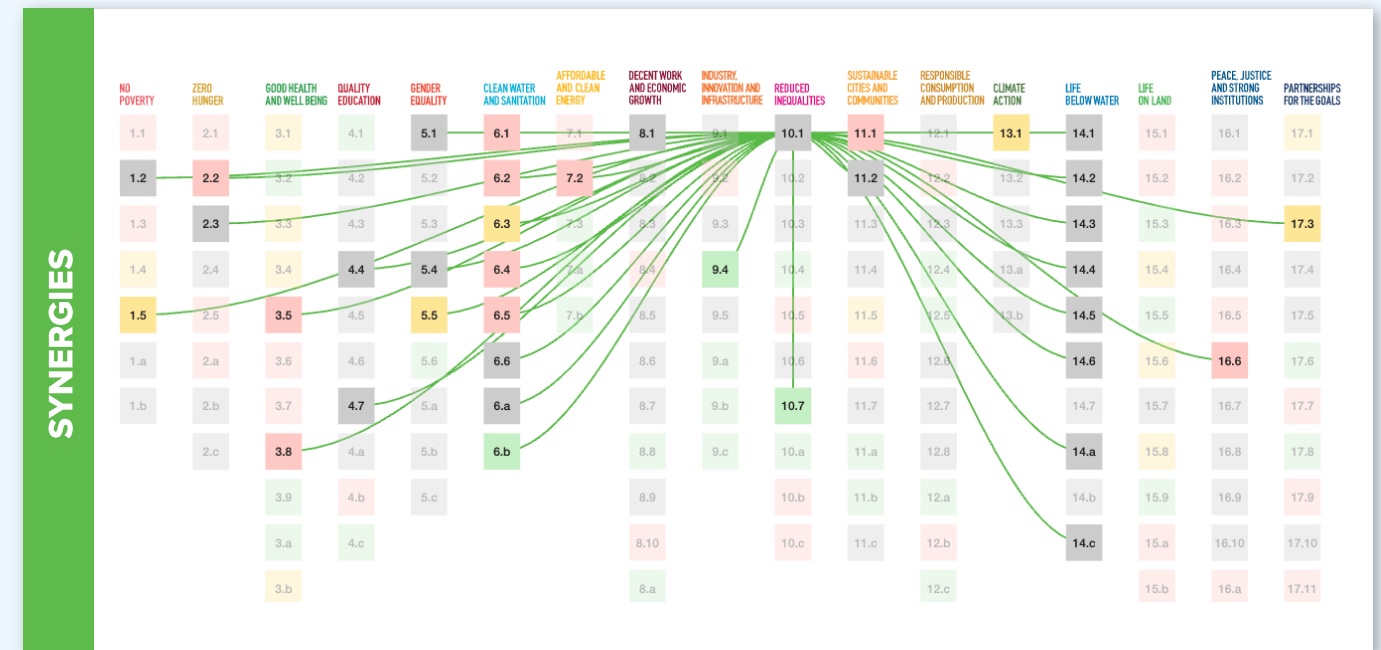 SYNERGIES
NO
POVERTY
ZERO
HUNGER
GOOD HEALTH
AND WELL BEING
QUALITY
EDUCATION
GENDER
EQUALITY
CLEAN WATER
AND SANITATION
AFFORDABLE
AND CLEAN
ENERGY
DECENT WORK
AND ECONOMIC
GROWTH
INDUSTRY,
INNOVATION AND
INFRASTRUCTURE
REDUCED
INEQUALITIES
SUSTAINABLE
CITIES AND
COMMUNITIES
RESPONSIBLE
CONSUMPTION
AND PRODUCTION
CLIMATE
ACTION
LIFE
BELOW WATER
LIFE
ON LAND
PEACE, JUSTICE
AND STRONG
INSTITUTIONS
PARTNERSHIPS
FOR THE GOALS
1.1 2.1 3.1 4.1 5.1 6.1 7.1 8.1 9.1 10.1 11.1 12.1 13.1 14.1 15.1 16.1 17.1
1.2 2.2 3.2 4.2 5.2 6.2 7.2 8.2 9.2 10.2 11.2 12.2 13.2 14.2 15.2 16.2 17.2
1.3 2.3 3.3 4.3 5.3 6.3 7.3 8.3 9.3 10.3 11.3 12.3 13.3 14.3 15.3 16.3 17.3
1.4 2.4 3.4 4.4 5.4 6.4 7.a 8.4 9.4 10.4 11.4 12.4 13.a 14.4 15.4 16.4 17.4
1.5 2.5 3.5 4.5 5.5 6.5 7.b 8.5 9.5 10.5 11.5 12.5 13.b 14.5 15.5 16.5 17.5
1.a 2.a 3.6 4.6 5.6 6.6 8.6 9.a 10.6 11.6 12.6 14.6 15.6 16.6 17.6
1.b 2.b 3.7 4.7 5.a 6.a 8.7 9.b 10.7 11.7 12.7 14.7 15.7 16.7 17.7
2.c 3.8 4.a 5.b 6.b 8.8 9.c 10.a 11.a 12.8 14.a 15.8 16.8 17.8
3.9 4.b 5.c 8.9 10.b 11.b 12.a 14.b 15.9 16.9 17.9
3.a 4.c 8.10 10.c 11.c 12.b 14.c 15.a 16.10 17.10
3.b 8.a 12.c 15.b 16.a 17.11